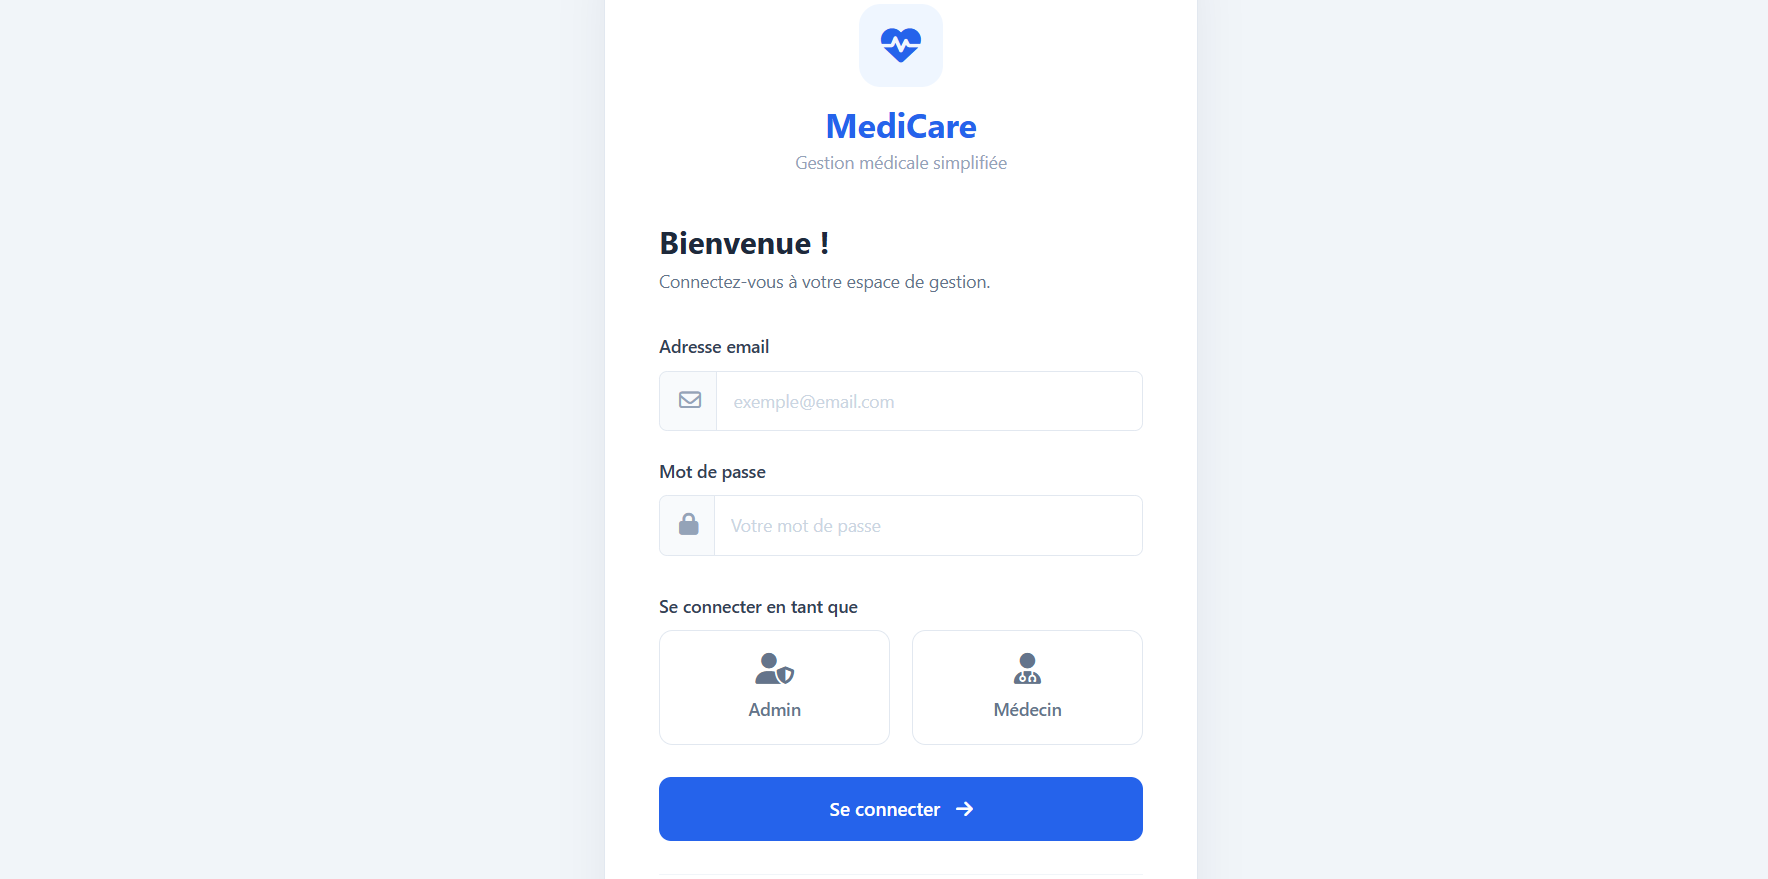 MediCare
Gestion médicale simplifiée
Bienvenue !
Connectez-vous à votre espace de gestion.
Adresse email
exemple@email.com
Mot de passe
Votre mot de passe
Se connecter en tant que
Admin
Médecin
Se connecter